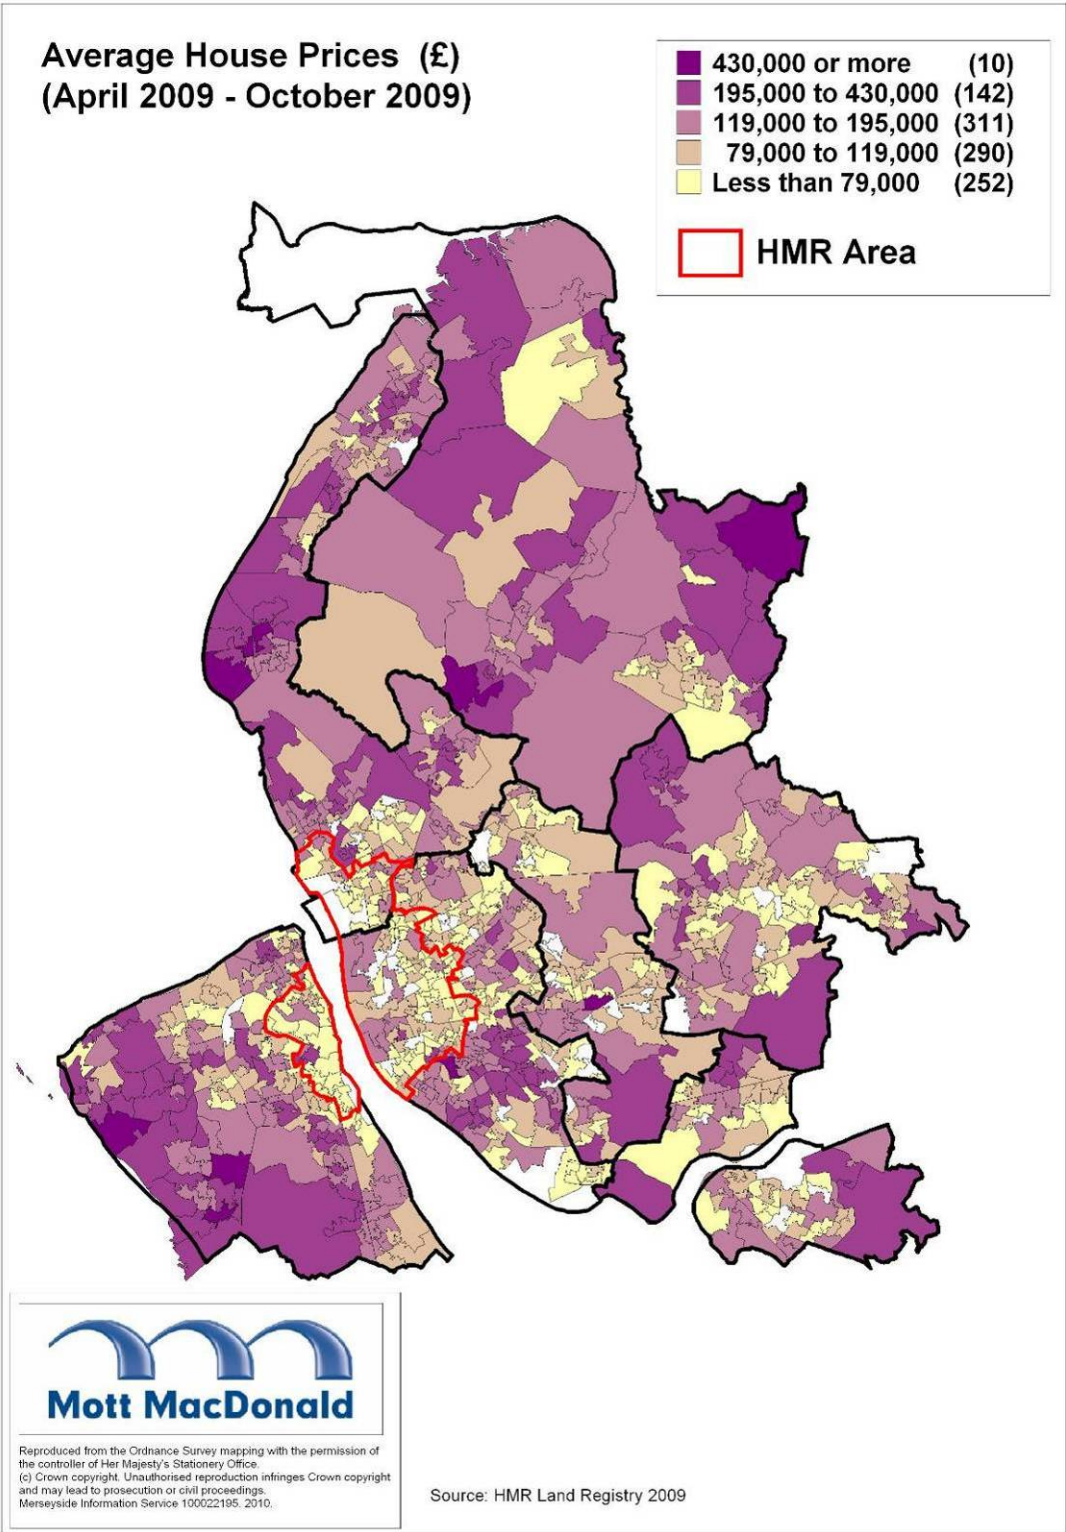 Average House Prices (£)
(April 2009 - October 2009)
430,000 or more (10)
195,000 to 430,000 (142)
119,000 to 195,000 (311)
79,000 to 119,000 (290)
Less than 79,000 (252)
HMR Area
Mott MacDonald
Reproduced from the Ordnance Survey mapping with the permission of
the controller of Her Majesty's Stationery Office.
(c) Crown copyright. Unauthorised reproduction infringes Crown copyright
and may lead to prosecution or civil proceedings.
Merseyside Information Service 100022195. 2010.
Source: HMR Land Registry 2009